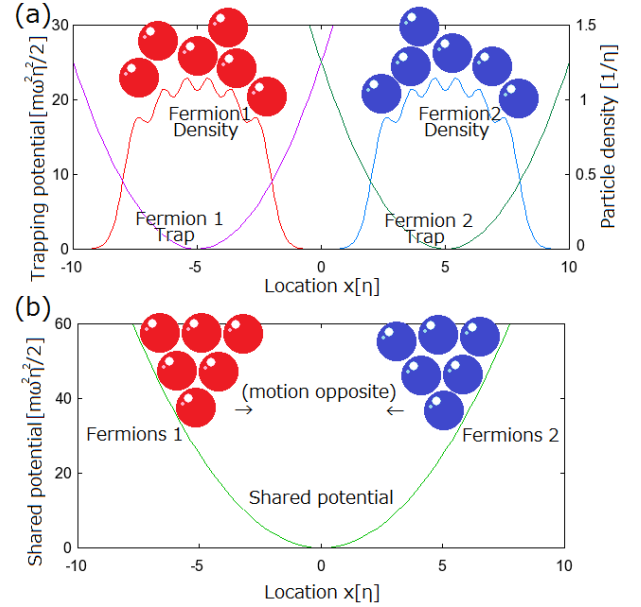 (a)
Trapping potential[mω²η²/2]
30
20
10
0
Fermion1
Density
Fermion 1
Trap
Fermion2
Density
Fermion 2
Trap
1.5
1
0.5
0
Particle density [1/η]
-10
-5
0
5
10
Location x[η]
(b)
Shared potential[mω²η²/2]
60
40
20
0
(motion opposite)
→
←
Fermions 1
Fermions 2
Shared potential
-10
-5
0
5
10
Location x[η]